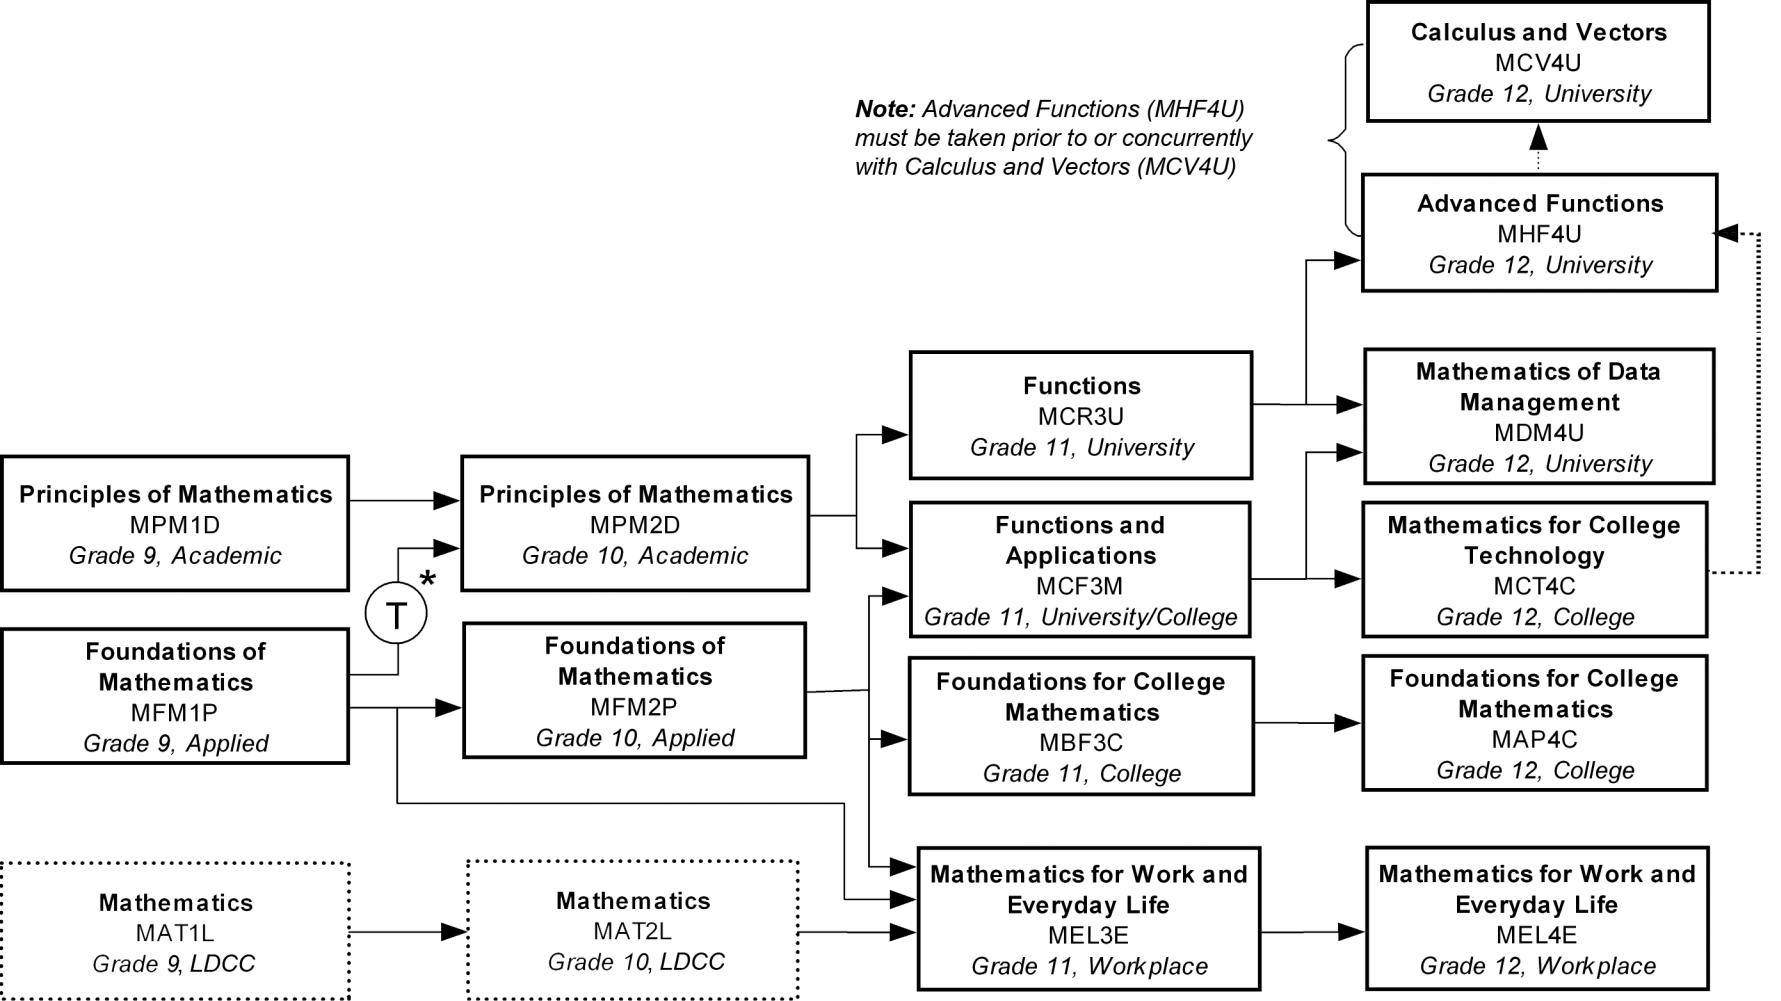 Calculus and Vectors
MCV4U
Grade 12, University
Note: Advanced Functions (MHF4U)
must be taken prior to or concurrently
with Calculus and Vectors (MCV4U)
Advanced Functions
MHF4U
Grade 12, University
Functions
MCR3U
Grade 11, University
Mathematics of Data
Management
MDM4U
Grade 12, University
Principles of Mathematics
MPM1D
Grade 9, Academic
Principles of Mathematics
MPM2D
Grade 10, Academic
Functions and
Applications
MCF3M
Grade 11, University/College
Mathematics for College
Technology
MCT4C
Grade 12, College
T *
Foundations of
Mathematics
MFM1P
Grade 9, Applied
Foundations of
Mathematics
MFM2P
Grade 10, Applied
Foundations for College
Mathematics
MBF3C
Grade 11, College
Foundations for College
Mathematics
MAP4C
Grade 12, College
Mathematics
MAT1L
Grade 9, LDCC
Mathematics
MAT2L
Grade 10, LDCC
Mathematics for Work and
Everyday Life
MEL3E
Grade 11, Workplace
Mathematics for Work and
Everyday Life
MEL4E
Grade 12, Workplace